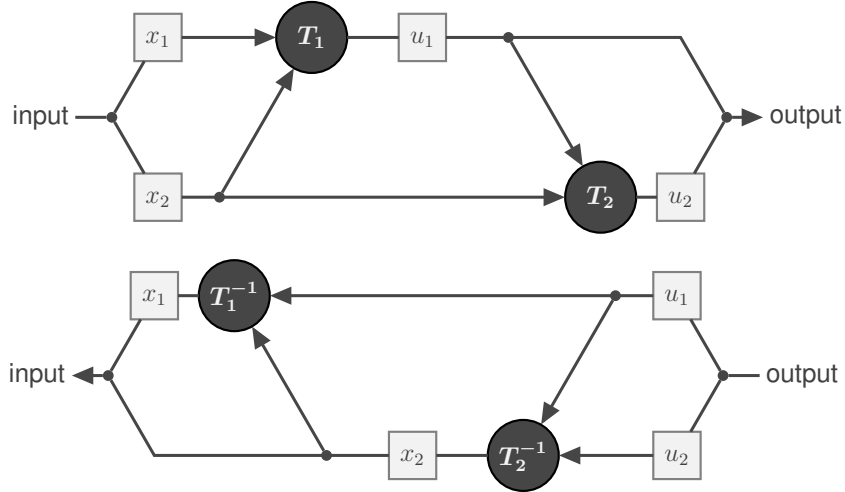 x₁ T₁ u₁
input output
x₂ T₂ u₂
x₁ T₁⁻¹ u₁
input output
x₂ T₂⁻¹ u₂